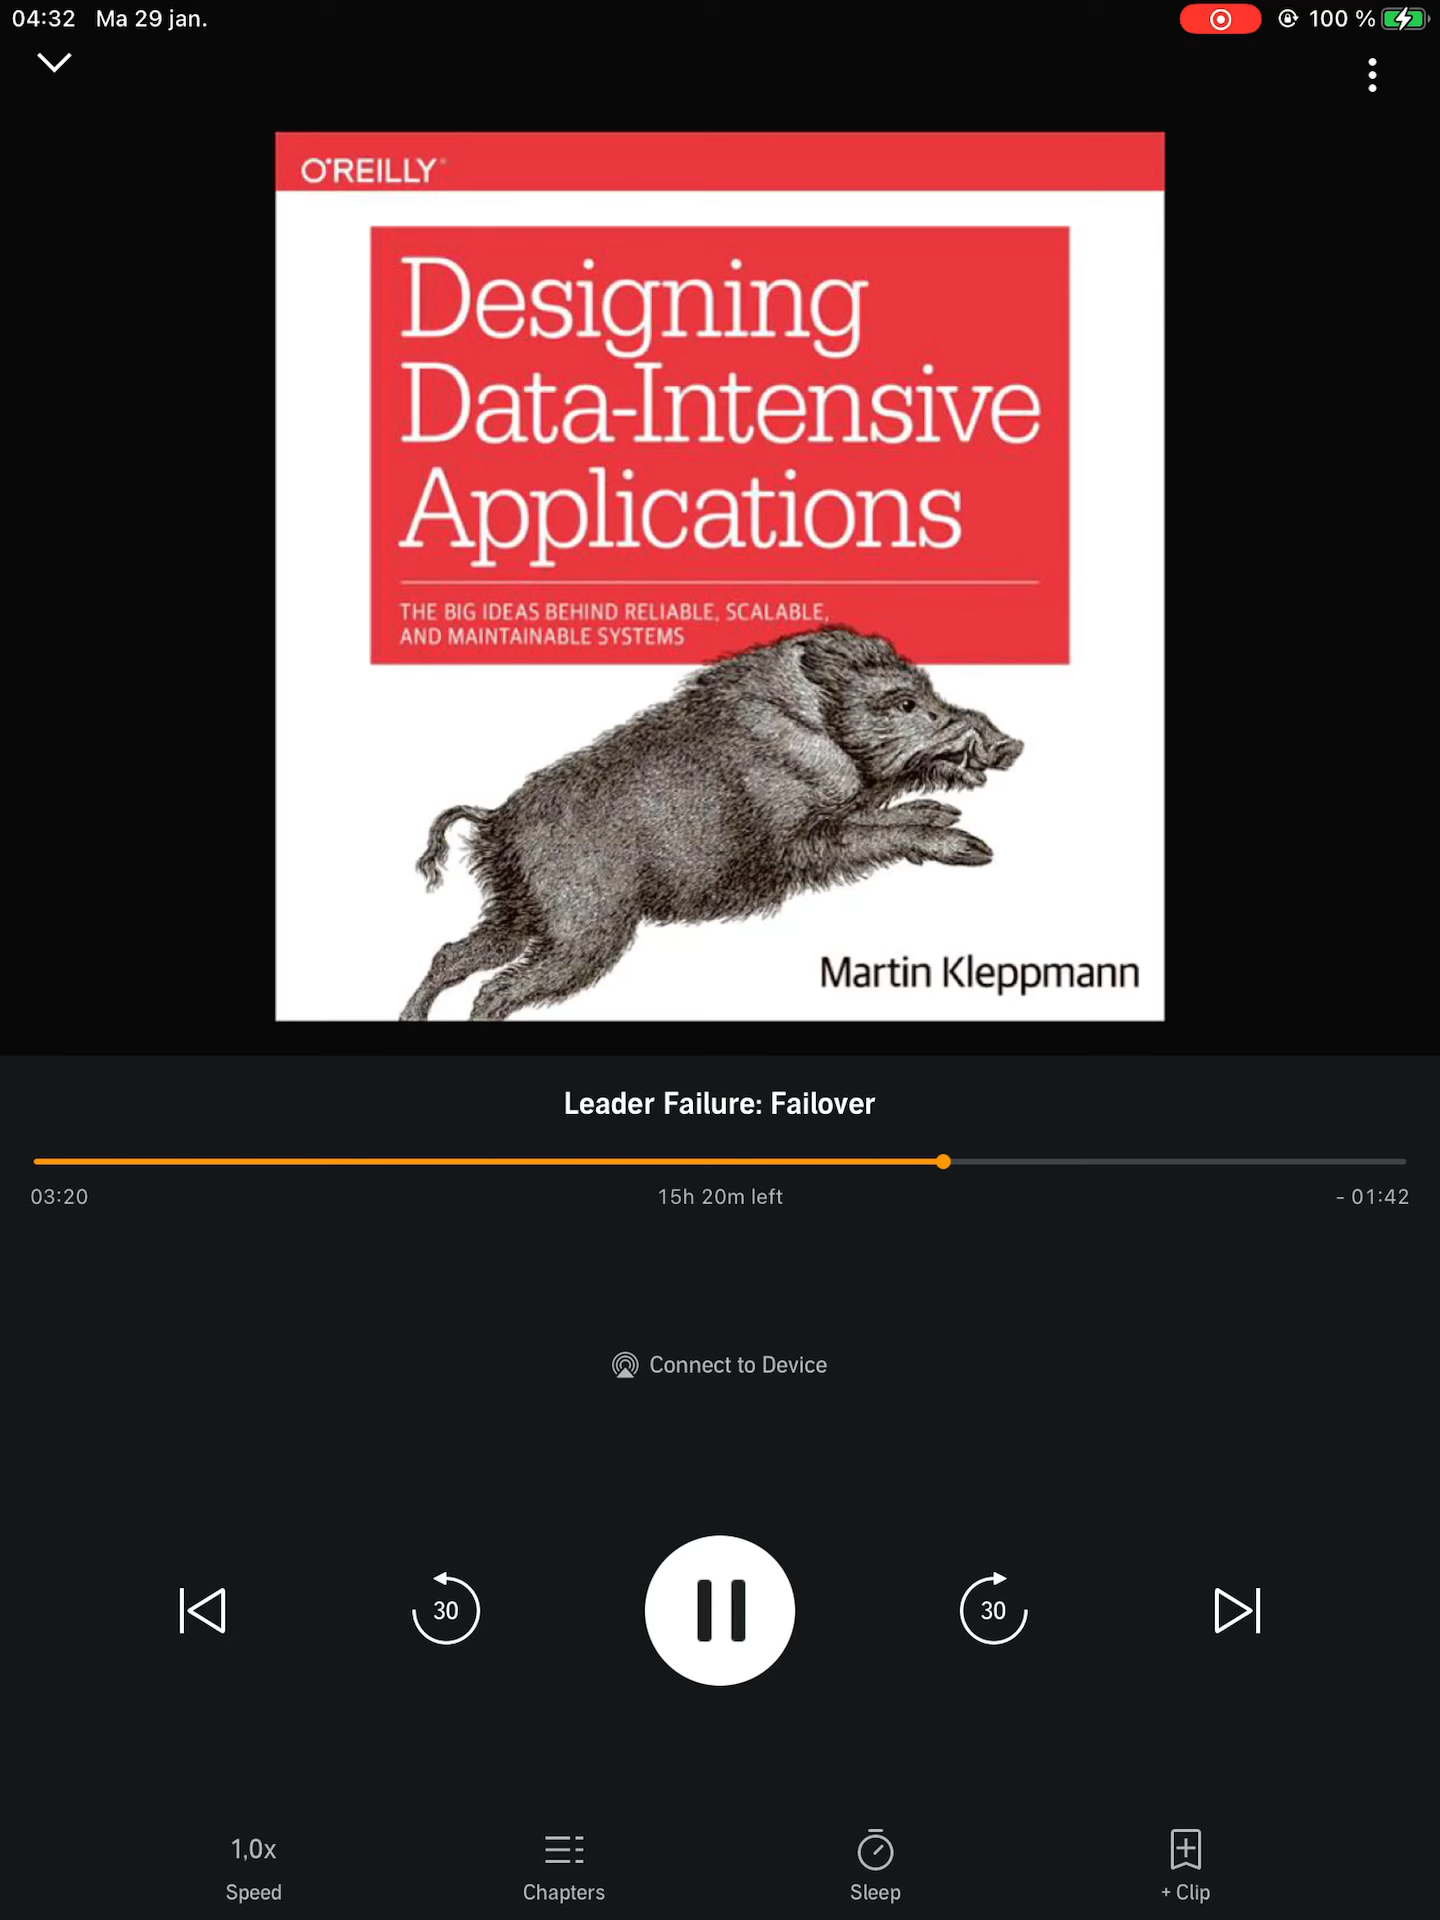 04:32 Ma 29 jan.
100 %
O'REILLY®
Designing
Data-Intensive
Applications
THE BIG IDEAS BEHIND RELIABLE, SCALABLE,
AND MAINTAINABLE SYSTEMS
Martin Kleppmann
Leader Failure: Failover
03:20 15h 20m left - 01:42
Connect to Device
30 30
1,0x
Speed Chapters Sleep + Clip